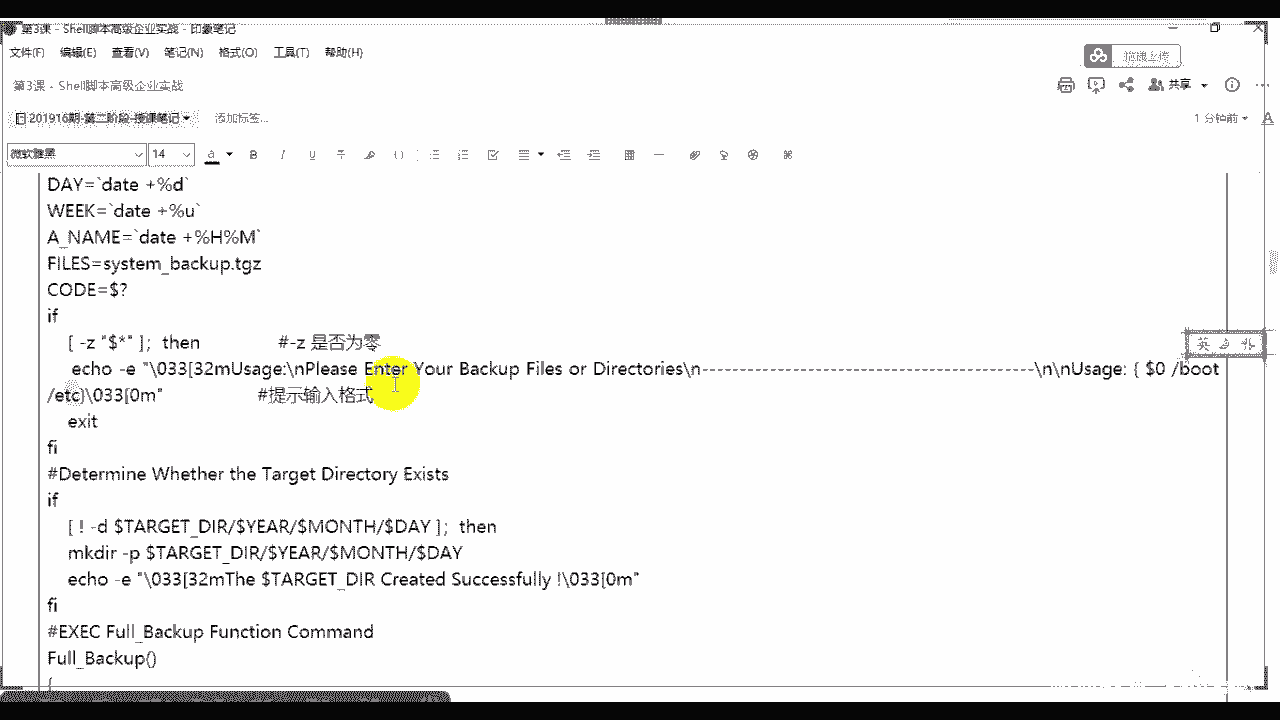 第3课 - Shell脚本高级企业实战 - 印象笔记
文件(F) 编辑(E) 查看(V) 笔记(N) 格式(O) 工具(T) 帮助(H)
拖拽上传
第3课 - Shell脚本高级企业实战
共享
201916期-第二阶段-授课笔记 添加标签...
1 分钟前
微软雅黑 14
DAY=`date +%d`
WEEK=`date +%u`
A_NAME=`date +%H%M`
FILES=system_backup.tgz
CODE=$?
if
[ -z "$*" ]；then #-z 是否为零
echo -e "\033[32mUsage:\nPlease Enter Your Backup Files or Directories\n--------------------------------------\n\nUsage: { $0 /boot
/etc}\033[0m" #提示输入格式
exit
fi
#Determine Whether the Target Directory Exists
if
[ ! -d $TARGET_DIR/$YEAR/$MONTH/$DAY ]；then
mkdir -p $TARGET_DIR/$YEAR/$MONTH/$DAY
echo -e "\033[32mThe $TARGET_DIR Created Successfully !\033[0m"
fi
#EXEC Full_Backup Function Command
Full_Backup()
{